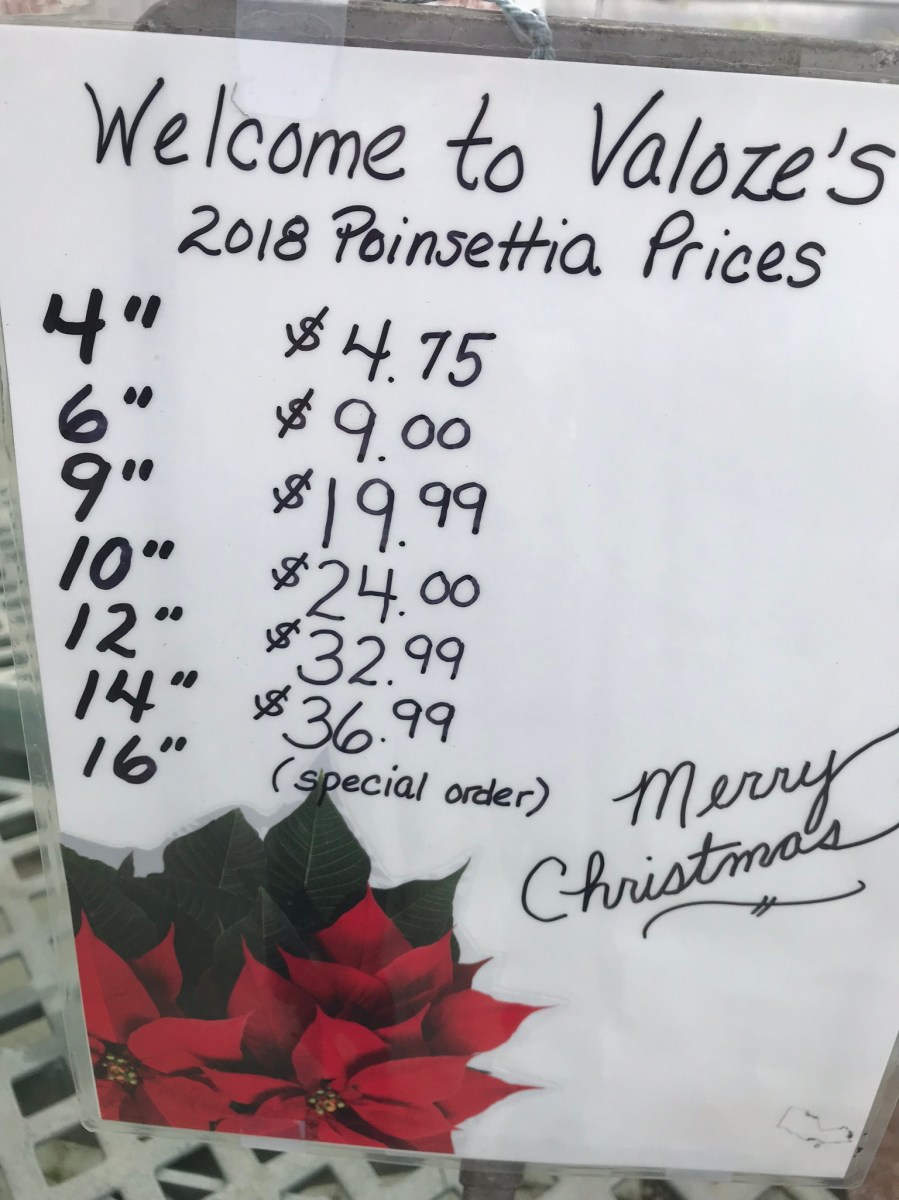 Welcome to Valoze's
2018 Poinsettia Prices
4" $4.75
6" $9.00
9" $19.99
10" $24.00
12" $32.99
14" $36.99
16" (special order)
Merry
Christmas